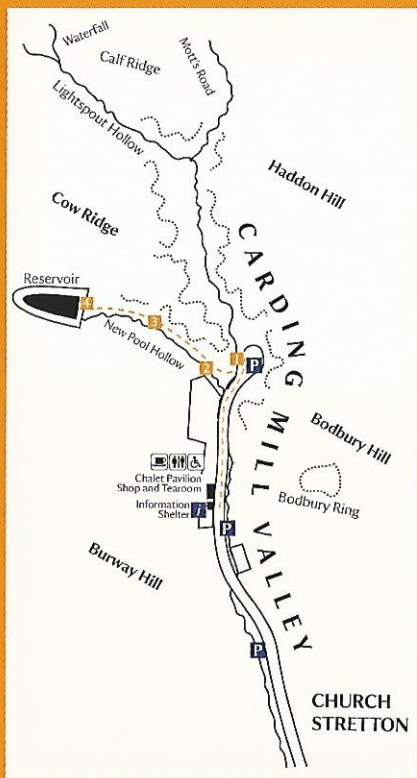 Waterfall
Calf Ridge
Mott's Road
Lightspout Hollow
Haddon Hill
Cow Ridge
CARDING MILL VALLEY
Reservoir
4
3
New Pool Hollow
2
1
P
Bodbury Hill
Chalet Pavilion
Shop and Tearoom
Bodbury Ring
Information
Shelter
i
P
Burway Hill
P
CHURCH
STRETTON